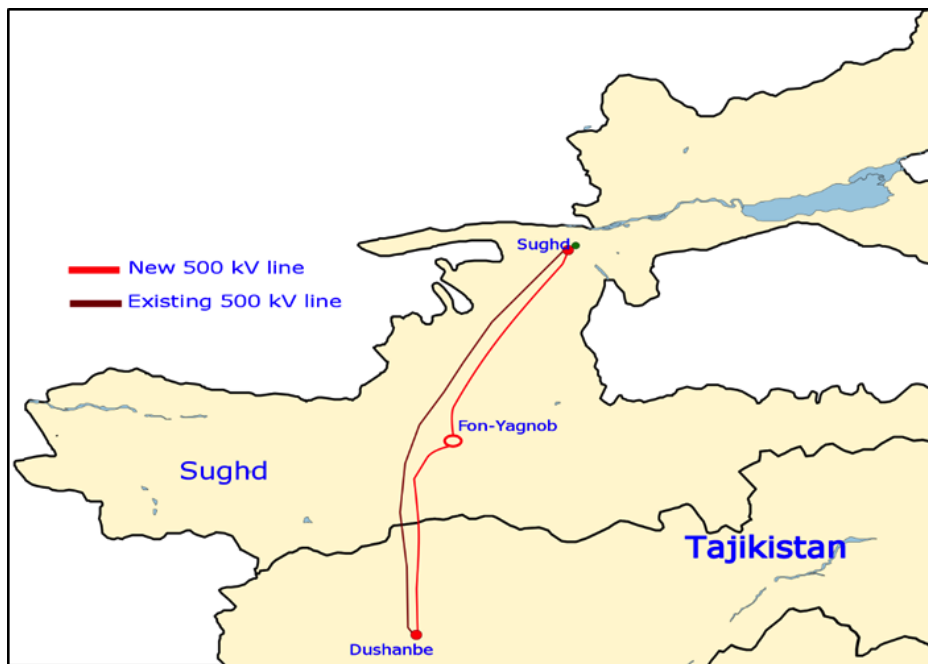 Sughd
New 500 kV line
Existing 500 kV line
Fon-Yagnob
Sughd
Tajikistan
Dushanbe